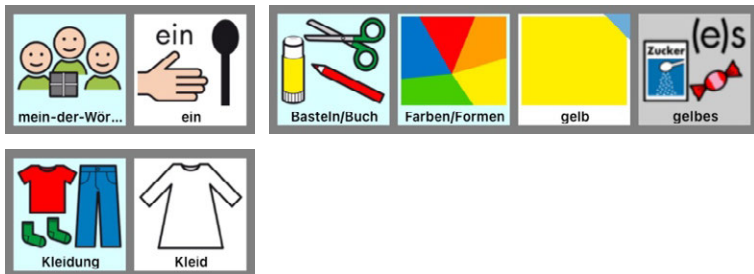 ein
Zucker (e)s
mein-der-Wör... ein Basteln/Buch Farben/Formen gelb gelbes
Kleidung Kleid